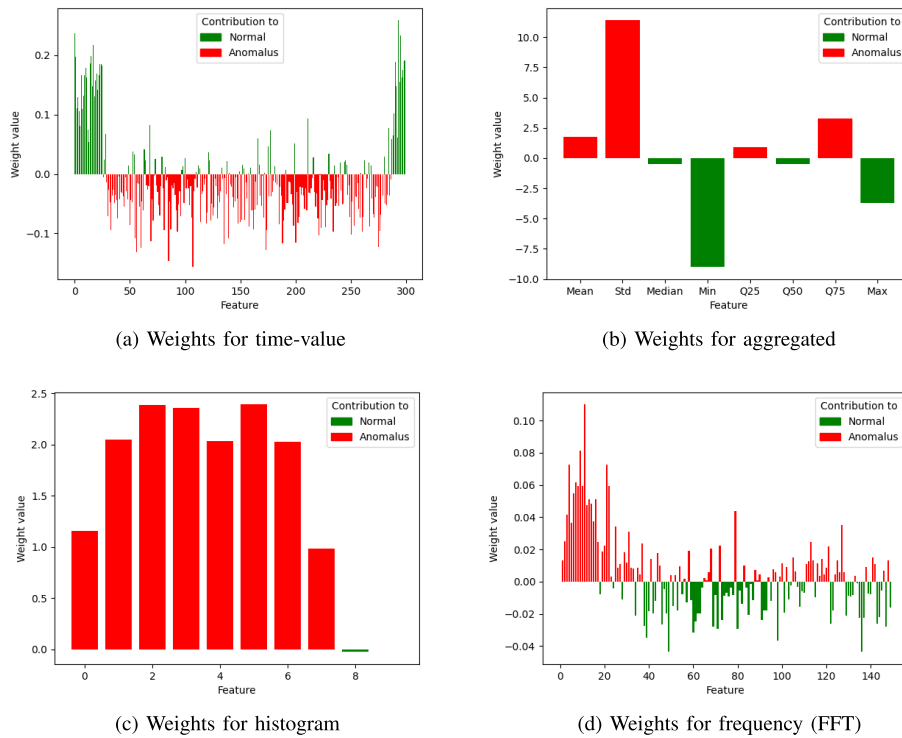 Contribution to
Normal
Anomalus
0.2
0.1
0.0
−0.1
Weight value
0 50 100 150 200 250 300
Feature
(a) Weights for time-value
Contribution to
Normal
Anomalus
10.0
7.5
5.0
2.5
0.0
−2.5
−5.0
−7.5
−10.0
Weight value
Mean Std Median Min Q25 Q50 Q75 Max
Feature
(b) Weights for aggregated
Contribution to
Normal
Anomalus
2.5
2.0
1.5
1.0
0.5
0.0
Weight value
0 2 4 6 8
Feature
(c) Weights for histogram
Contribution to
Normal
Anomalus
0.10
0.08
0.06
0.04
0.02
0.00
−0.02
−0.04
Weight value
0 20 40 60 80 100 120 140
Feature
(d) Weights for frequency (FFT)